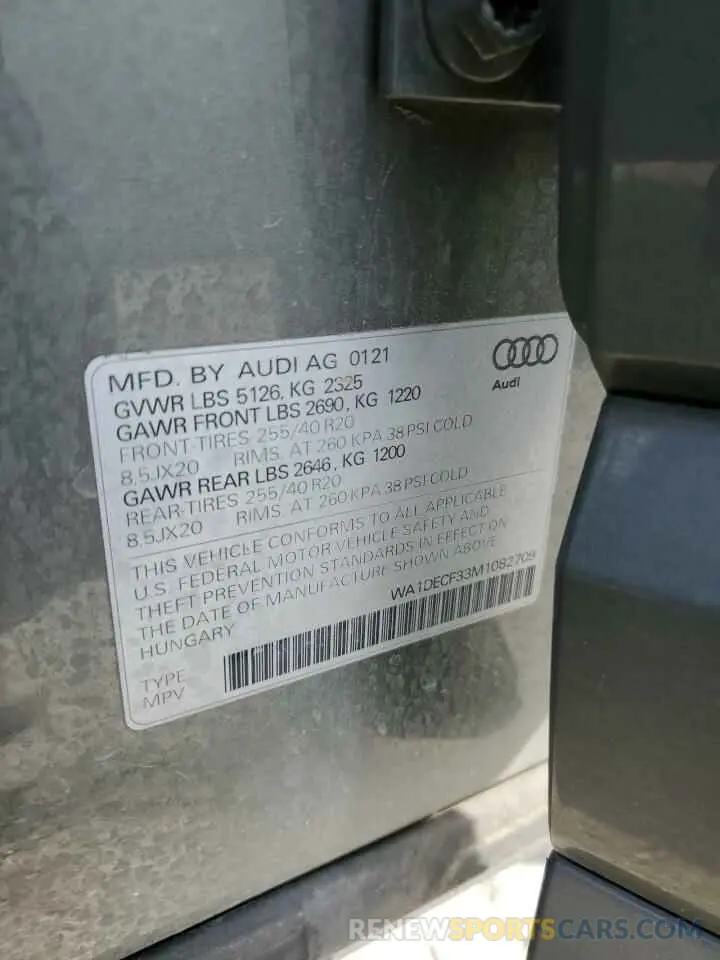 MFD. BY AUDI AG 0121
GVWR LBS 5126, KG 2325
GAWR FRONT LBS 2690, KG 1220
FRONT-TIRES 255/40 R20
8,5JX20 RIMS. AT 260 KPA 38 PSI COLD
GAWR REAR LBS 2646, KG 1200
REAR-TIRES 255/40 R20
8,5JX20 RIMS. AT 260 KPA 38 PSI COLD
Audi
THIS VEHICLE CONFORMS TO ALL APPLICABLE
U.S. FEDERAL MOTOR VEHICLE SAFETY AND
THEFT PREVENTION STANDARDS IN EFFECT ON
THE DATE OF MANUFACTURE SHOWN ABOVE
HUNGARY
WA1DECF33M1082709
TYPE
MPV
RENEWSPORTSCARS.COM